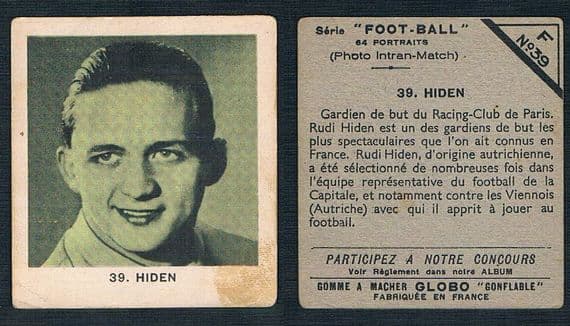 39. HIDEN
Série "FOOT-BALL"
64 PORTRAITS
(Photo Intran-Match)
F
N°39
39. HIDEN
Gardien de but du Racing-Club de Paris.
Rudi Hiden est un des gardiens de but les
plus spectaculaires que l'on ait connus en
France. Rudi Hiden, d'origine autrichienne,
a été sélectionné de nombreuses fois dans
l'équipe représentative du football de la
Capitale, et notamment contre les Viennois
(Autriche) avec qui il apprit à jouer au
football.
PARTICIPEZ A NOTRE CONCOURS
Voir Règlement dans notre ALBUM
GOMME A MACHER GLOBO "GONFLABLE"
FABRIQUÉE EN FRANCE